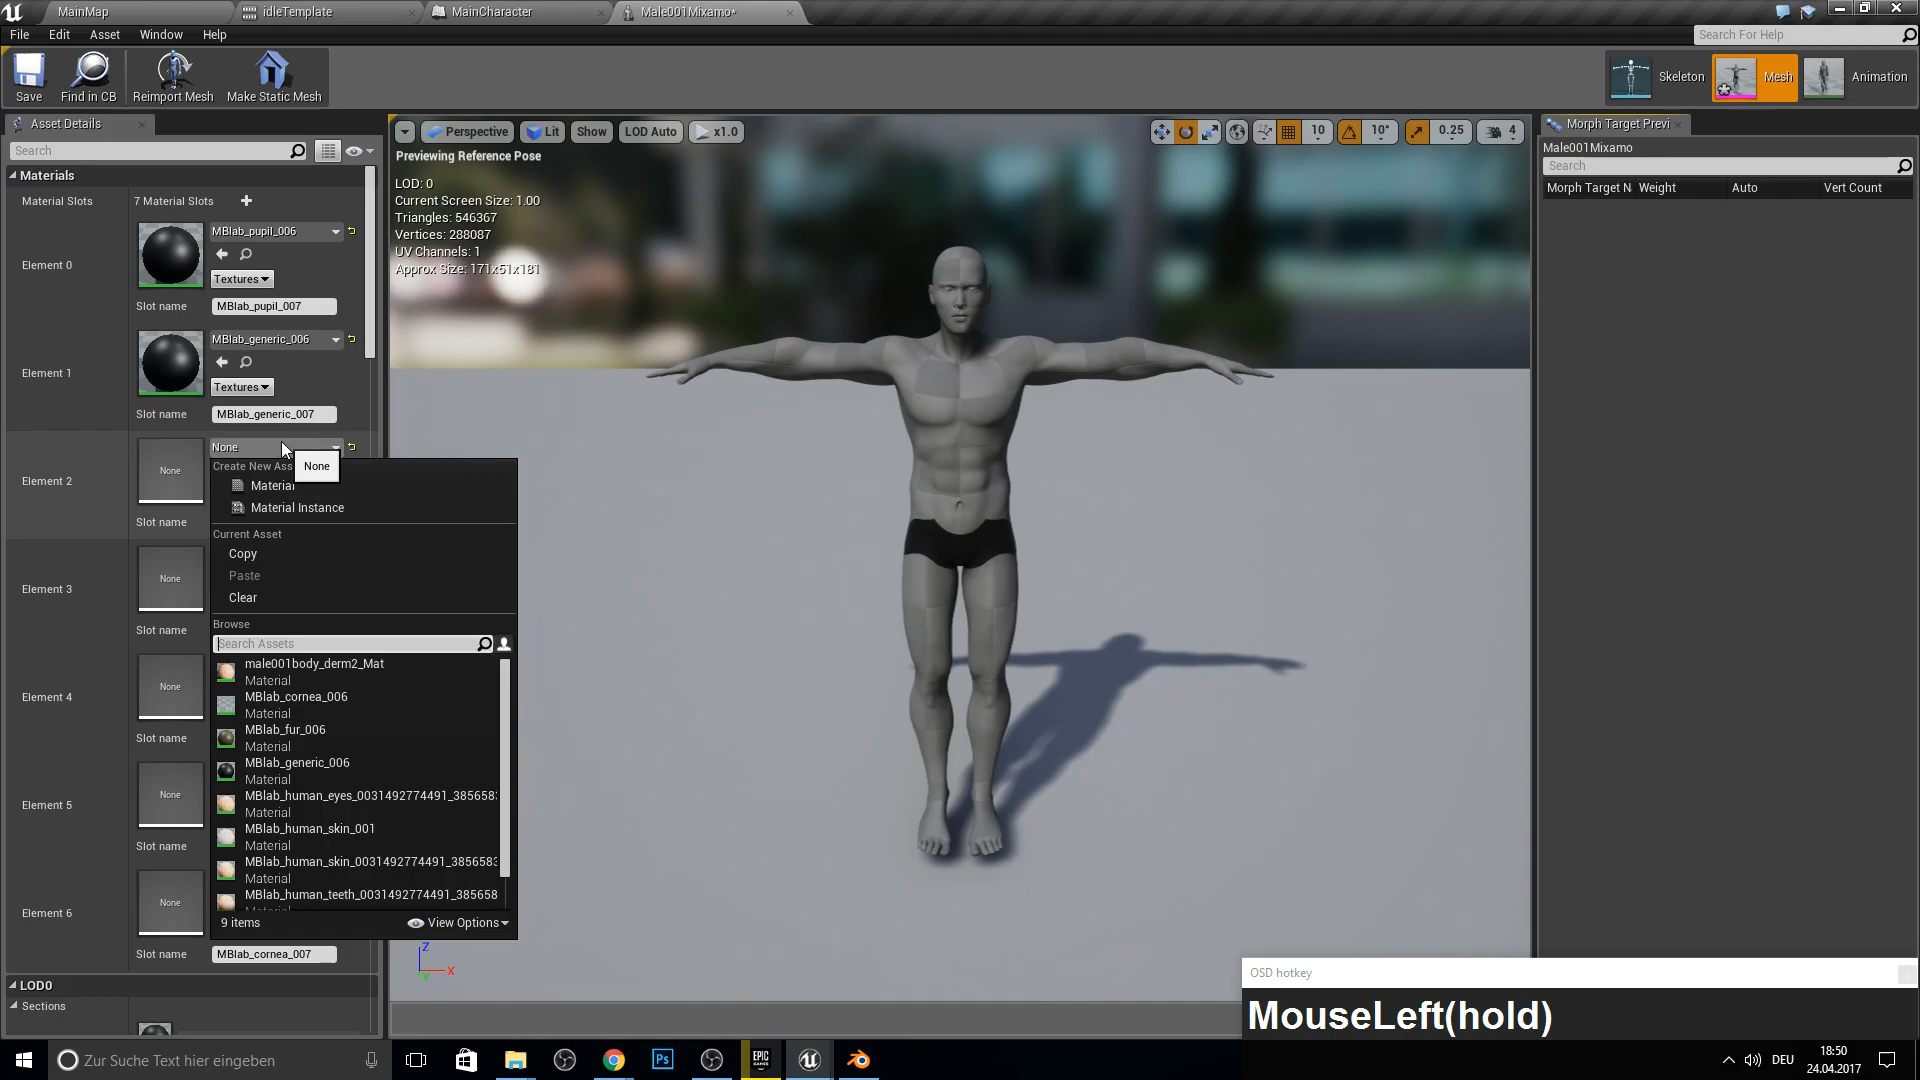 MainMap
idleTemplate
MainCharacter
Male001Mixamo*
File Edit Asset Window Help
Search For Help
Save
Find in CB
Reimport Mesh
Make Static Mesh
Skeleton
Mesh
Animation
Asset Details
Search
Materials
Material Slots
7 Material Slots
Element 0
MBlab_pupil_006
Textures
Slot name
MBlab_pupil_007
Element 1
MBlab_generic_006
Textures
Slot name
MBlab_generic_007
Element 2
None
None
Slot name
Element 3
None
Slot name
Element 4
None
Slot name
Element 5
None
Slot name
Element 6
None
Slot name
MBlab_cornea_007
LOD0
Sections
None
Material
Material Instance
Current Asset
Copy
Paste
Clear
Browse
Search Assets
male001body_derm2_Mat
Material
MBlab_cornea_006
Material
MBlab_fur_006
Material
MBlab_generic_006
Material
MBlab_human_eyes_0031492774491_385658
Material
MBlab_human_skin_001
Material
MBlab_human_skin_0031492774491_385658
Material
MBlab_human_teeth_0031492774491_385658
9 items
View Options
Perspective
Lit
Show
LOD Auto
x1.0
10
10°
0.25
4
Previewing Reference Pose
LOD: 0
Current Screen Size: 1.00
Triangles: 546367
Vertices: 288087
UV Channels: 1
Approx Size: 171x51x181
Z
X
Y
Morph Target Previ
Male001Mixamo
Search
Morph Target N
Weight
Auto
Vert Count
OSD hotkey
MouseLeft(hold)
Zur Suche Text hier eingeben
Ps
EPIC GAMES
DEU
18:50
24.04.2017